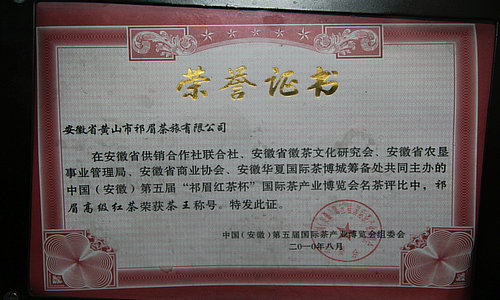 荣誉证书
安徽省黄山市祁眉茶旅有限公司
在安徽省供销合作社联合社、安徽省徽茶文化研究会、安徽省农垦
事业管理局、安徽省商业协会、安徽华夏国际茶博城筹备处共同主办的
中国（安徽）第五届“祁眉红茶杯”国际茶产业博览会名茶评比中，祁
眉高级红茶荣获茶王称号。特发此证。
中国（安徽）第五届国际茶产业博览会组委会
二〇一〇年八月